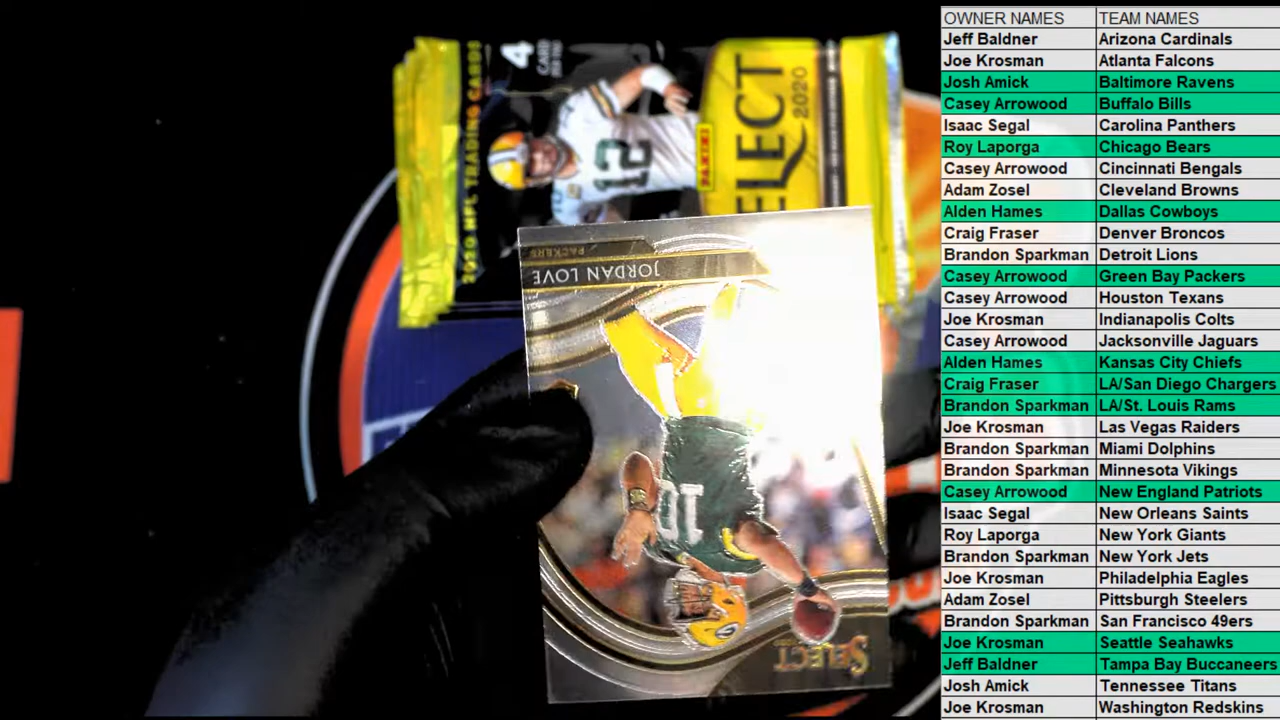 4
CARDS
PER PACK
2020 NFL TRADING CARDS
12
PANINI
SELECT
2020
JORDAN LOVE
PACKERS
10
SELECT
OWNER NAMES TEAM NAMES
Jeff Baldner Arizona Cardinals
Joe Krosman Atlanta Falcons
Josh Amick Baltimore Ravens
Casey Arrowood Buffalo Bills
Isaac Segal Carolina Panthers
Roy Laporga Chicago Bears
Casey Arrowood Cincinnati Bengals
Adam Zosel Cleveland Browns
Alden Hames Dallas Cowboys
Craig Fraser Denver Broncos
Brandon Sparkman Detroit Lions
Casey Arrowood Green Bay Packers
Casey Arrowood Houston Texans
Joe Krosman Indianapolis Colts
Casey Arrowood Jacksonville Jaguars
Alden Hames Kansas City Chiefs
Craig Fraser LA/San Diego Chargers
Brandon Sparkman LA/St. Louis Rams
Joe Krosman Las Vegas Raiders
Brandon Sparkman Miami Dolphins
Brandon Sparkman Minnesota Vikings
Casey Arrowood New England Patriots
Isaac Segal New Orleans Saints
Roy Laporga New York Giants
Brandon Sparkman New York Jets
Joe Krosman Philadelphia Eagles
Adam Zosel Pittsburgh Steelers
Brandon Sparkman San Francisco 49ers
Joe Krosman Seattle Seahawks
Jeff Baldner Tampa Bay Buccaneers
Josh Amick Tennessee Titans
Joe Krosman Washington Redskins